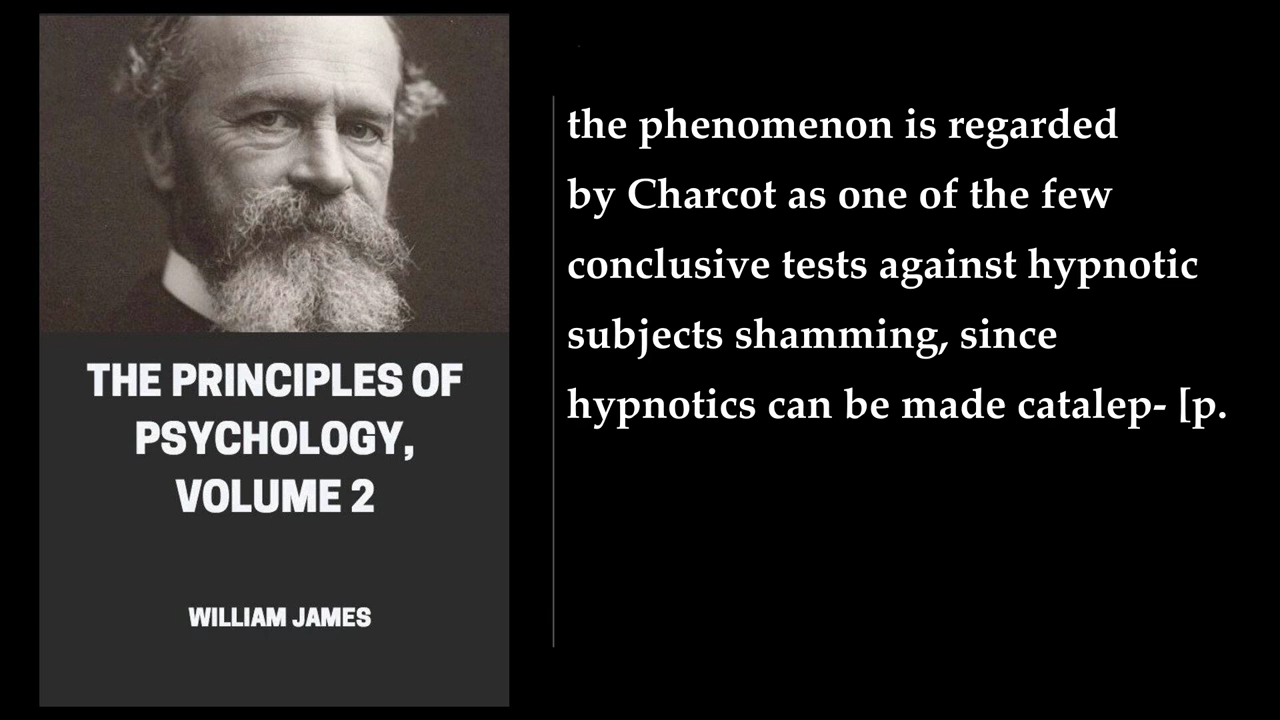 THE PRINCIPLES OF
PSYCHOLOGY,
VOLUME 2
WILLIAM JAMES
the phenomenon is regarded
by Charcot as one of the few
conclusive tests against hypnotic
subjects shamming, since
hypnotics can be made catalep- [p.